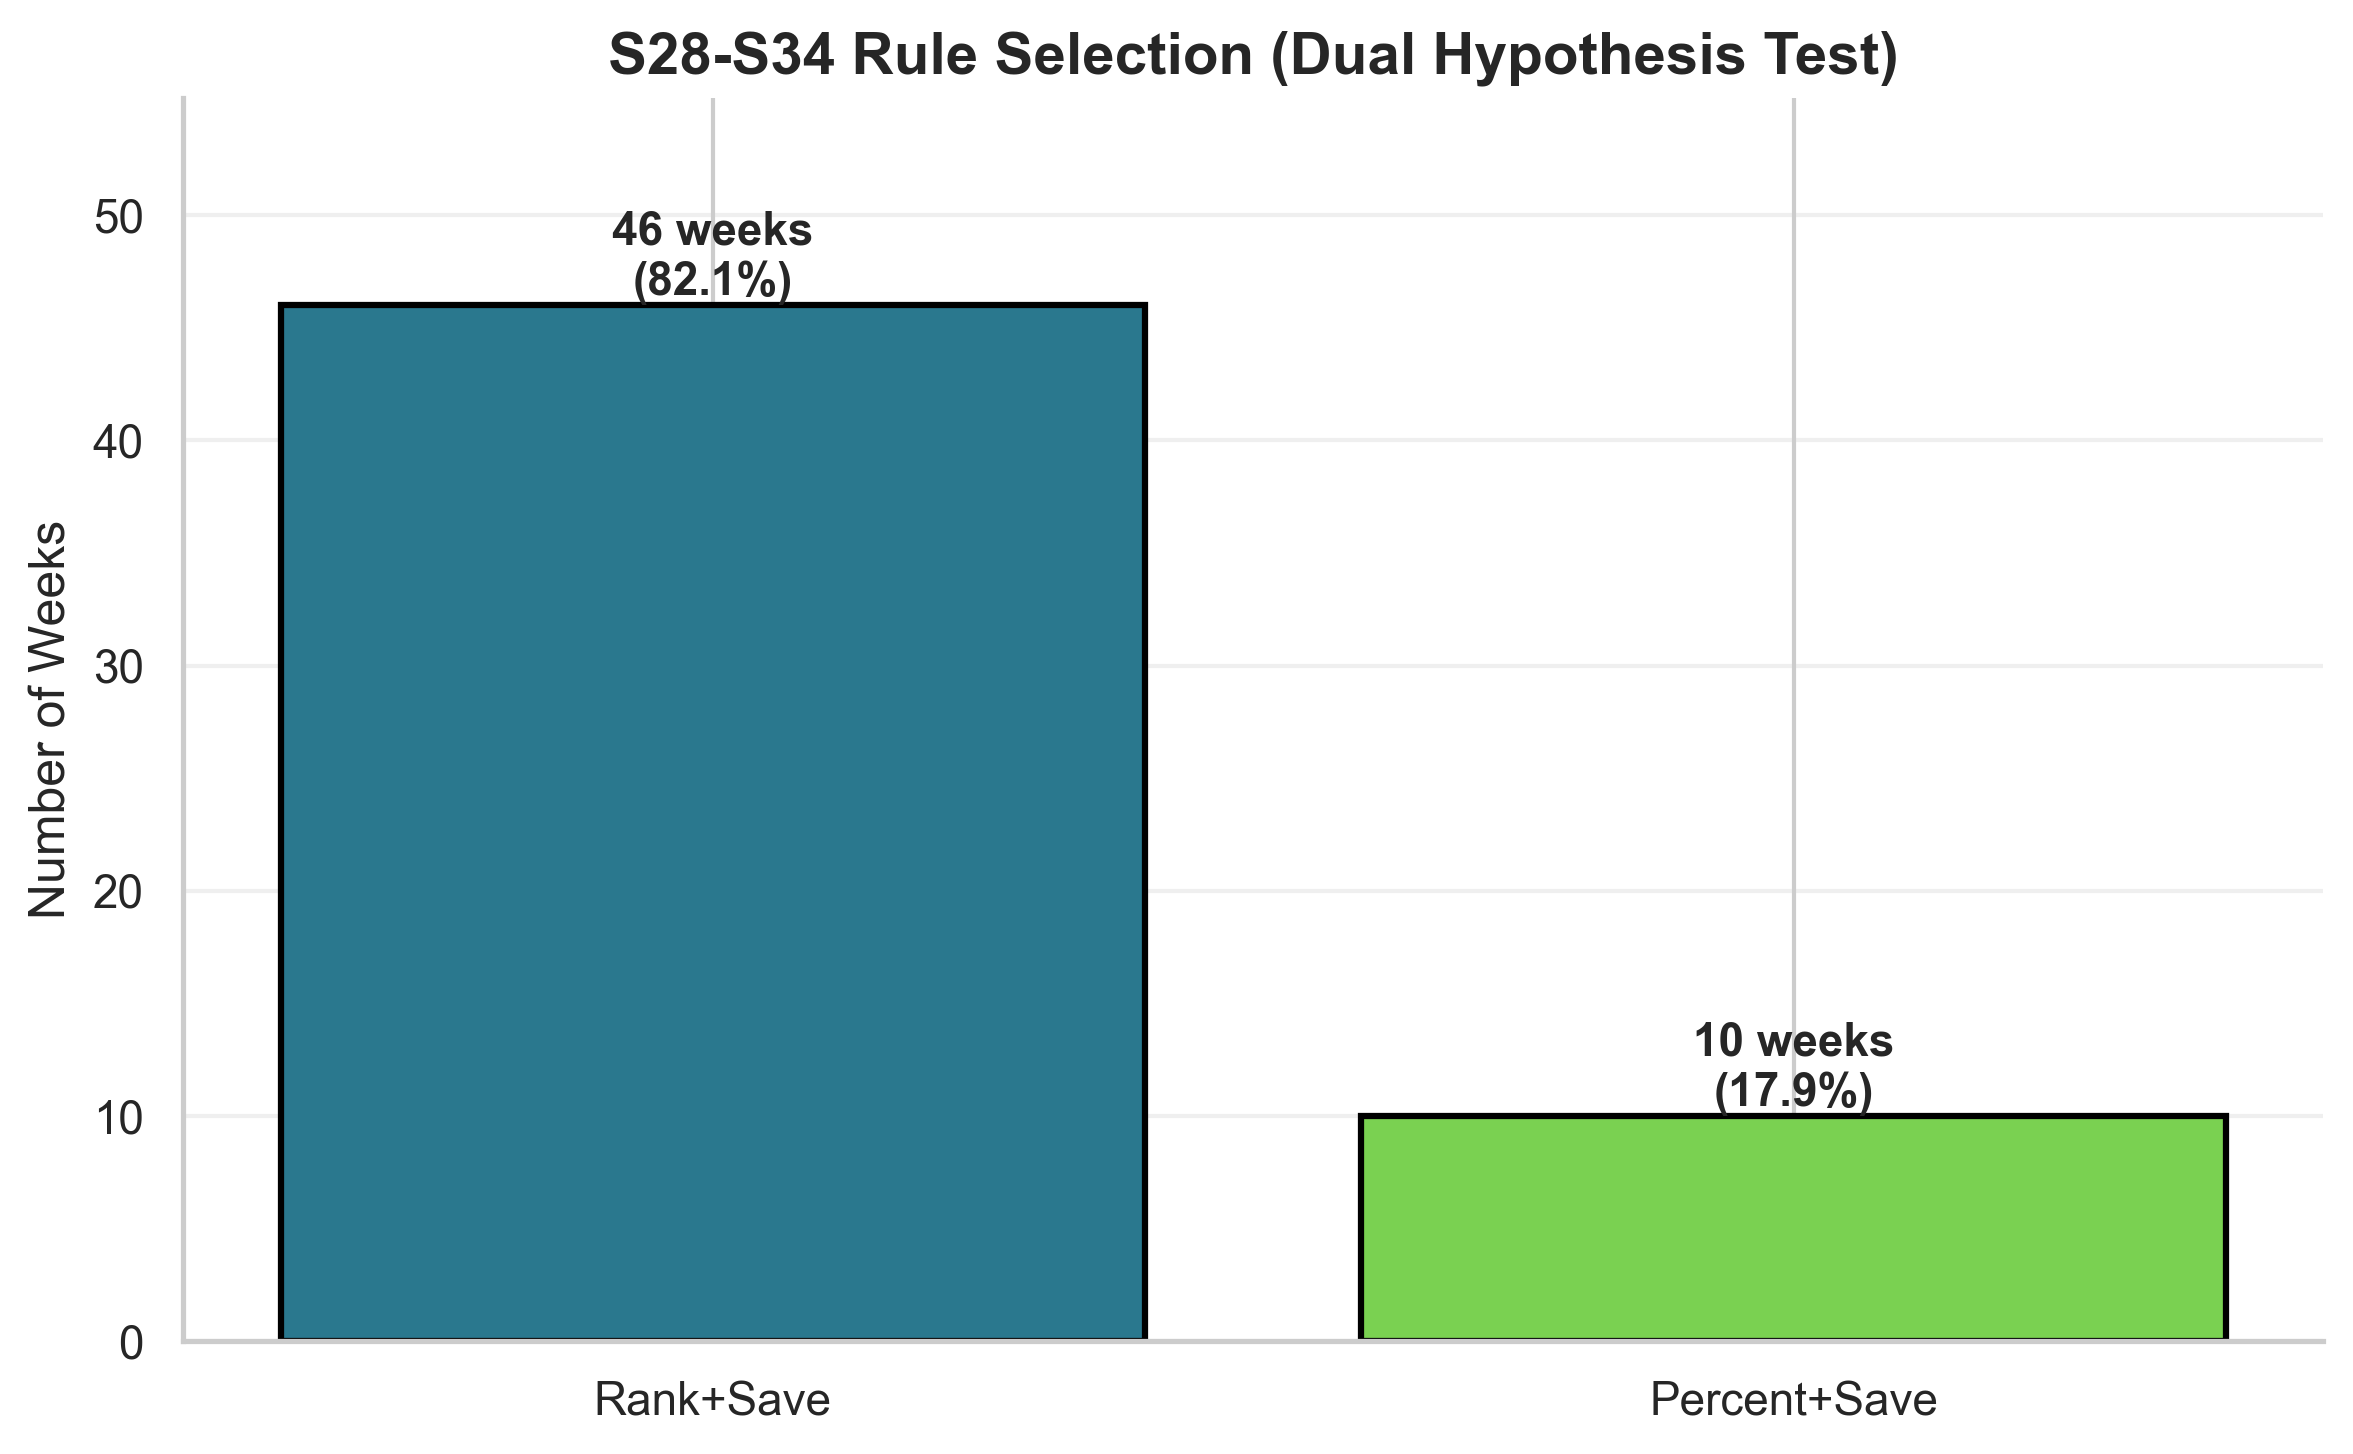 S28-S34 Rule Selection (Dual Hypothesis Test)
Number of Weeks
50
40
30
20
10
0
46 weeks
(82.1%)
10 weeks
(17.9%)
Rank+Save
Percent+Save